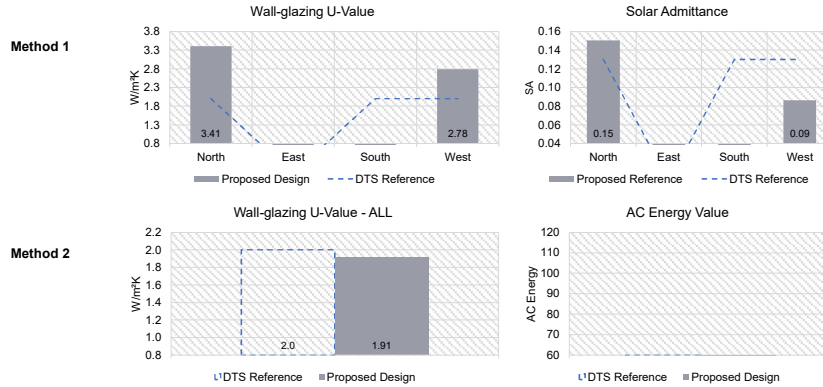 Method 1
Wall-glazing U-Value
W/m²K
3.8
3.3
2.8
2.3
1.8
1.3
0.8
3.41
2.78
North East South West
Proposed Design DTS Reference
Solar Admittance
SA
0.16
0.14
0.12
0.10
0.08
0.06
0.04
0.15
0.09
North East South West
Proposed Reference DTS Reference
Method 2
Wall-glazing U-Value - ALL
W/m²K
2.2
2.0
1.8
1.6
1.4
1.2
1.0
0.8
2.0
1.91
DTS Reference Proposed Design
AC Energy Value
AC Energy
120
110
100
90
80
70
60
DTS Reference Proposed Design